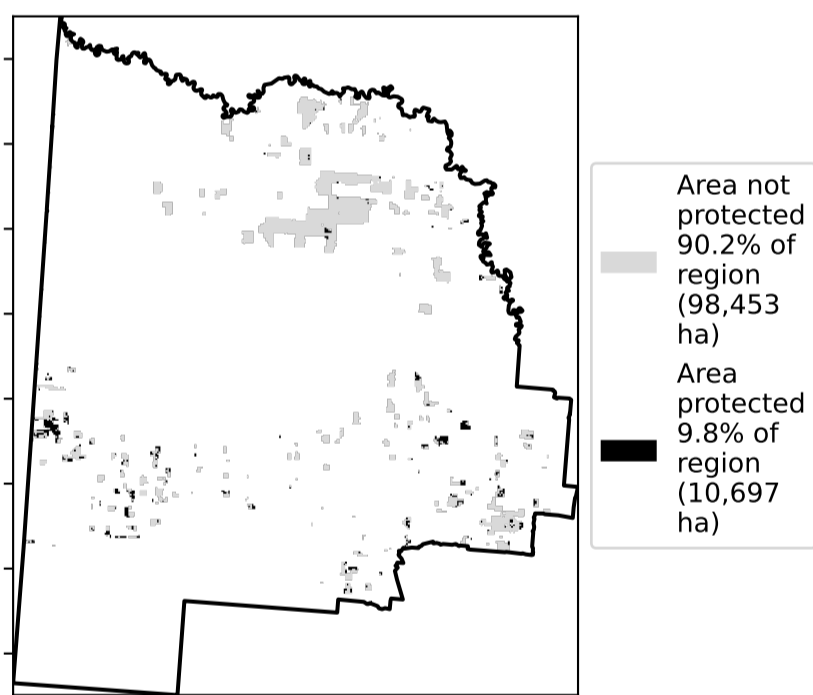 Area not
protected
90.2% of
region
(98,453
ha)
Area
protected
9.8% of
region
(10,697
ha)